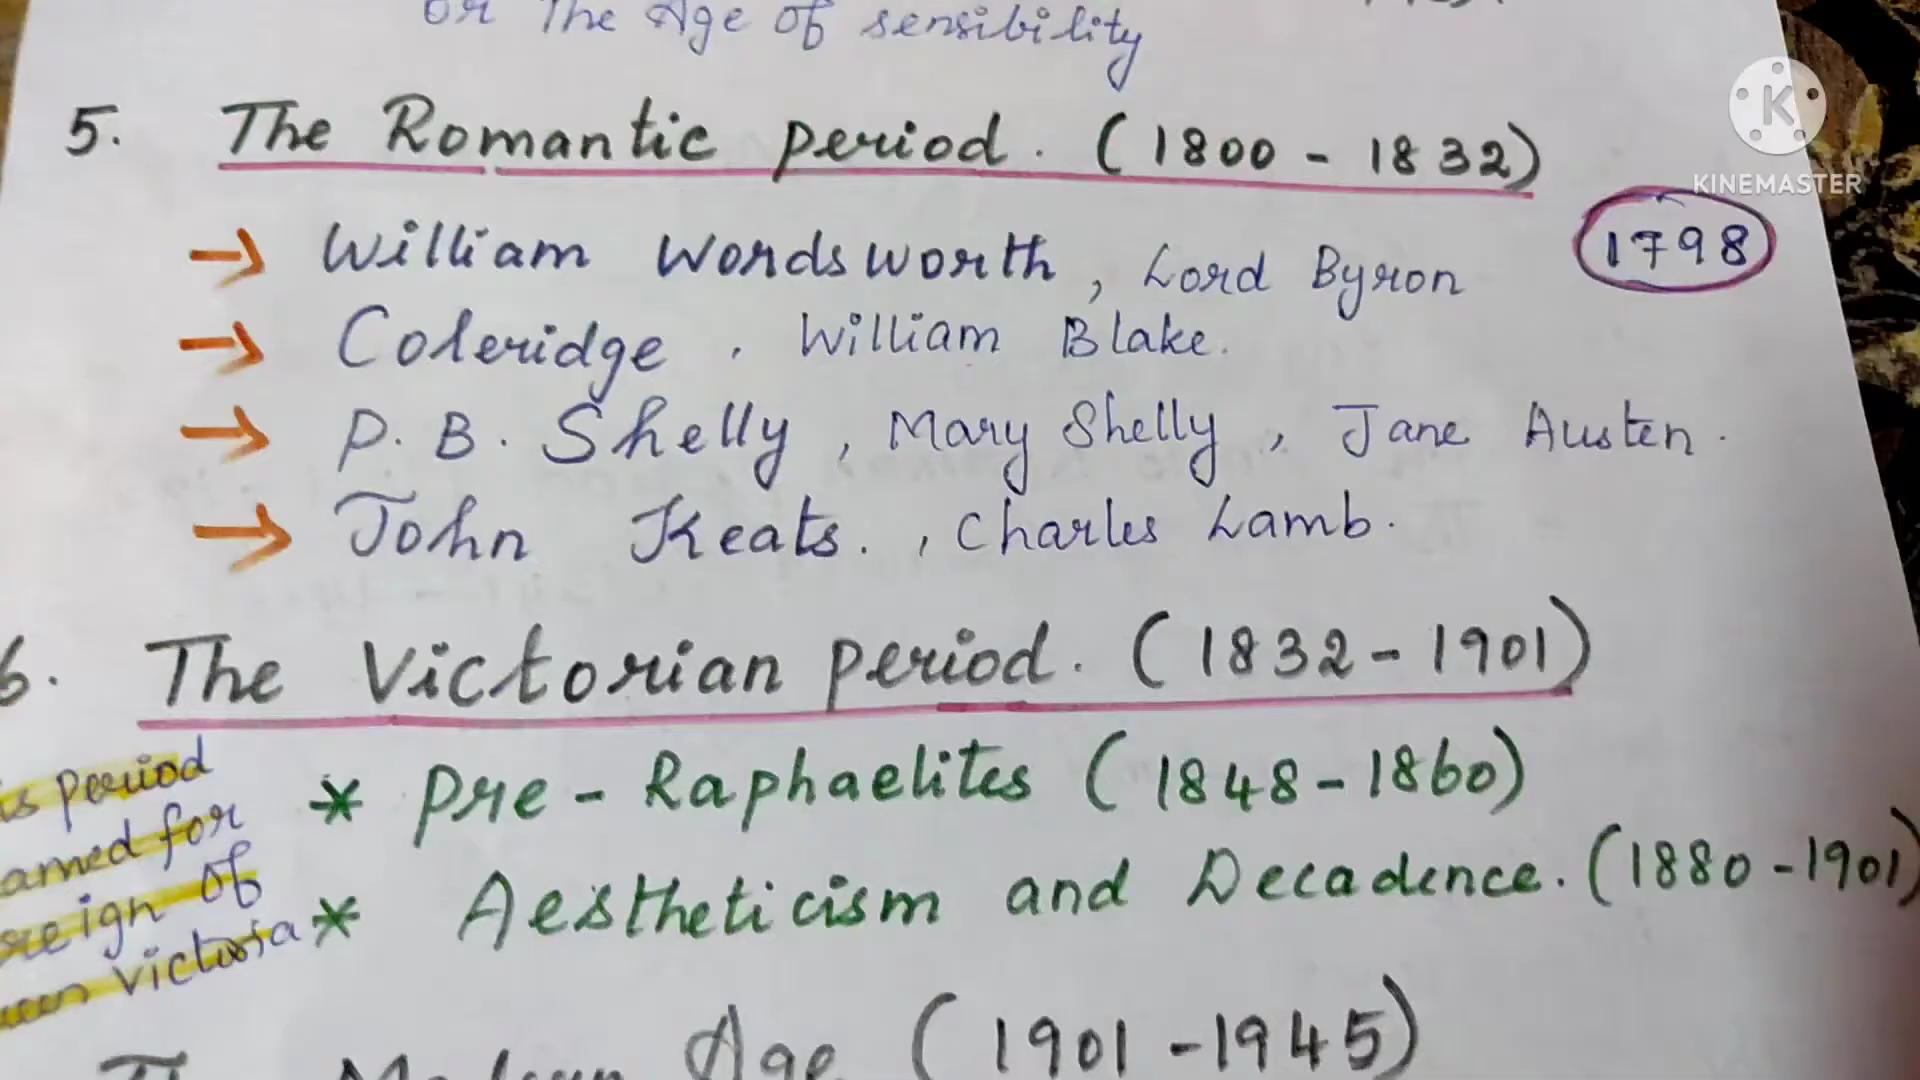 or The Age of sensibility
5. The Romantic period. (1800 - 1832)
1798
→ William Wordsworth, Lord Byron
→ Coleridge, William Blake.
→ P. B. Shelly, Mary Shelly, Jane Austen.
→ John Keats., Charles Lamb.
6. The Victorian period. (1832 - 1901)
* Pre - Raphaelites (1848 - 1860)
* Aestheticism and Decadence. (1880 - 1901)
period
for
reign of
Victoria
Age (1901 - 1945)
KINEMASTER